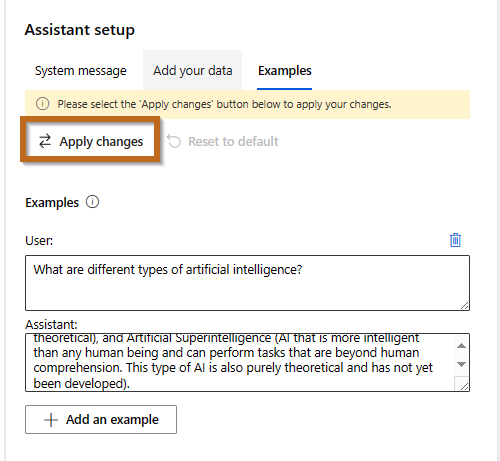 Assistant setup
System message Add your data Examples
Please select the 'Apply changes' button below to apply your changes.
Apply changes Reset to default
Examples
User:
What are different types of artificial intelligence?
Assistant:
theoretical), and Artificial Superintelligence (AI that is more intelligent
than any human being and can perform tasks that are beyond human
comprehension. This type of AI is also purely theoretical and has not yet
been developed).
Add an example